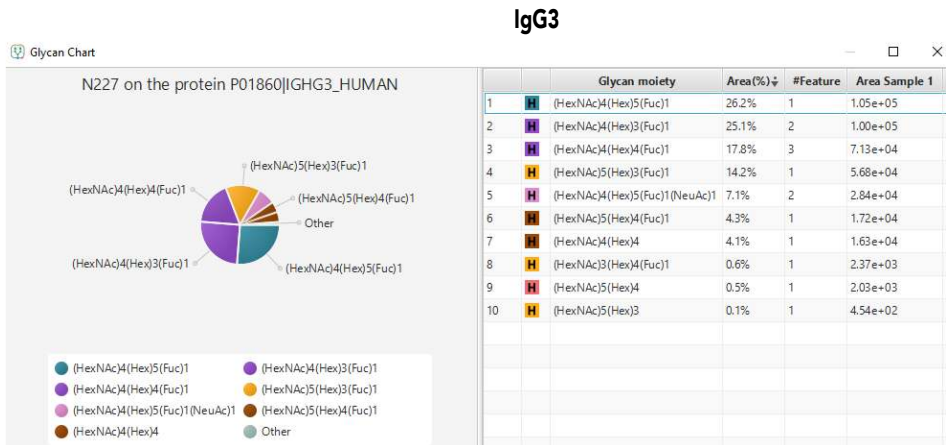 IgG3
Glycan Chart
N227 on the protein P01860|IGHG3_HUMAN
(HexNAc)5(Hex)3(Fuc)1
(HexNAc)4(Hex)4(Fuc)1
(HexNAc)5(Hex)4(Fuc)1
Other
(HexNAc)4(Hex)3(Fuc)1
(HexNAc)4(Hex)5(Fuc)1
(HexNAc)4(Hex)5(Fuc)1 (HexNAc)4(Hex)3(Fuc)1
(HexNAc)4(Hex)4(Fuc)1 (HexNAc)5(Hex)3(Fuc)1
(HexNAc)4(Hex)5(Fuc)1(NeuAc)1 (HexNAc)5(Hex)4(Fuc)1
(HexNAc)4(Hex)4 Other
Glycan moiety Area(%) #Feature Area Sample 1
1 H (HexNAc)4(Hex)5(Fuc)1 26.2% 1 1.05e+05
2 H (HexNAc)4(Hex)3(Fuc)1 25.1% 2 1.00e+05
3 H (HexNAc)4(Hex)4(Fuc)1 17.8% 3 7.13e+04
4 H (HexNAc)5(Hex)3(Fuc)1 14.2% 1 5.68e+04
5 H (HexNAc)4(Hex)5(Fuc)1(NeuAc)1 7.1% 2 2.84e+04
6 H (HexNAc)5(Hex)4(Fuc)1 4.3% 1 1.72e+04
7 H (HexNAc)4(Hex)4 4.1% 1 1.63e+04
8 H (HexNAc)3(Hex)4(Fuc)1 0.6% 1 2.37e+03
9 H (HexNAc)5(Hex)4 0.5% 1 2.03e+03
10 H (HexNAc)5(Hex)3 0.1% 1 4.54e+02